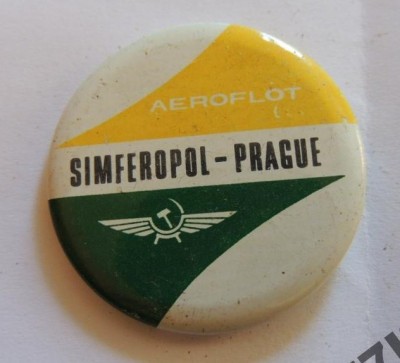 AEROFLOT
SIMFEROPOL - PRAGUE